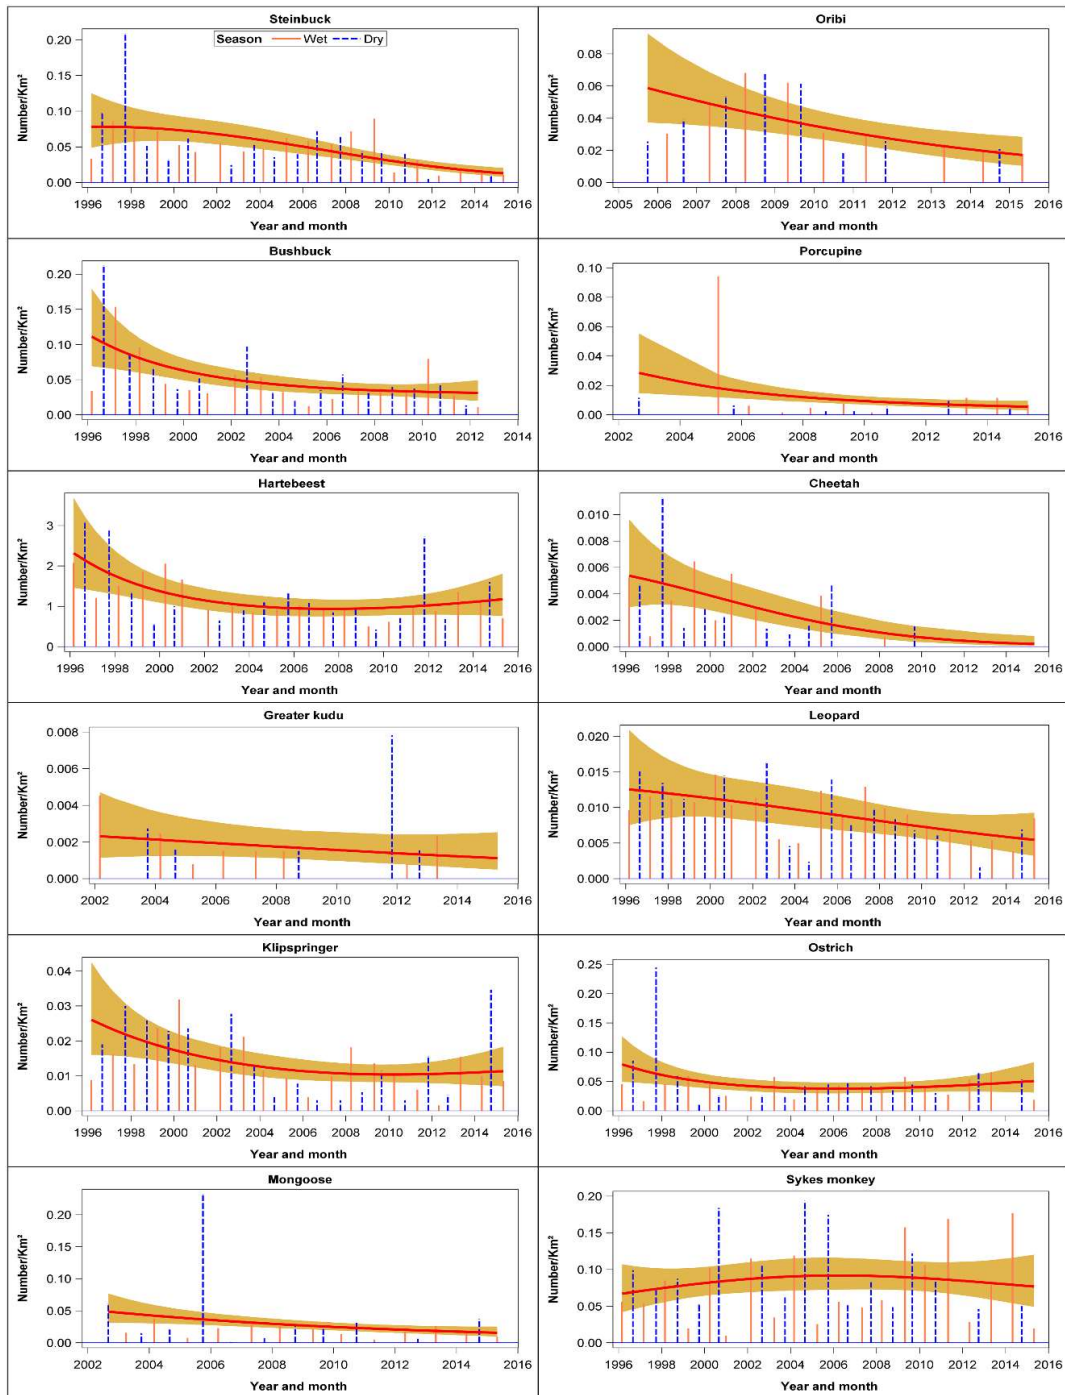 Steinbuck
Season Wet Dry
Number/Km²
0.20
0.15
0.10
0.05
0.00
1996 1998 2000 2002 2004 2006 2008 2010 2012 2014 2016
Year and month
Oribi
Number/Km²
0.08
0.06
0.04
0.02
0.00
2005 2006 2007 2008 2009 2010 2011 2012 2013 2014 2015 2016
Year and month
Bushbuck
Number/Km²
0.20
0.15
0.10
0.05
0.00
1996 1998 2000 2002 2004 2006 2008 2010 2012 2014
Year and month
Porcupine
Number/Km²
0.10
0.08
0.06
0.04
0.02
0.00
2002 2004 2006 2008 2010 2012 2014 2016
Year and month
Hartebeest
Number/Km²
3
2
1
0
1996 1998 2000 2002 2004 2006 2008 2010 2012 2014 2016
Year and month
Cheetah
Number/Km²
0.010
0.008
0.006
0.004
0.002
0.000
1996 1998 2000 2002 2004 2006 2008 2010 2012 2014 2016
Year and month
Greater kudu
Number/Km²
0.008
0.006
0.004
0.002
0.000
2002 2004 2006 2008 2010 2012 2014 2016
Year and month
Leopard
Number/Km²
0.020
0.015
0.010
0.005
0.000
1996 1998 2000 2002 2004 2006 2008 2010 2012 2014 2016
Year and month
Klipspringer
Number/Km²
0.04
0.03
0.02
0.01
0.00
1996 1998 2000 2002 2004 2006 2008 2010 2012 2014 2016
Year and month
Ostrich
Number/Km²
0.25
0.20
0.15
0.10
0.05
0.00
1996 1998 2000 2002 2004 2006 2008 2010 2012 2014 2016
Year and month
Mongoose
Number/Km²
0.20
0.15
0.10
0.05
0.00
2002 2004 2006 2008 2010 2012 2014 2016
Year and month
Sykes monkey
Number/Km²
0.20
0.15
0.10
0.05
0.00
1996 1998 2000 2002 2004 2006 2008 2010 2012 2014 2016
Year and month